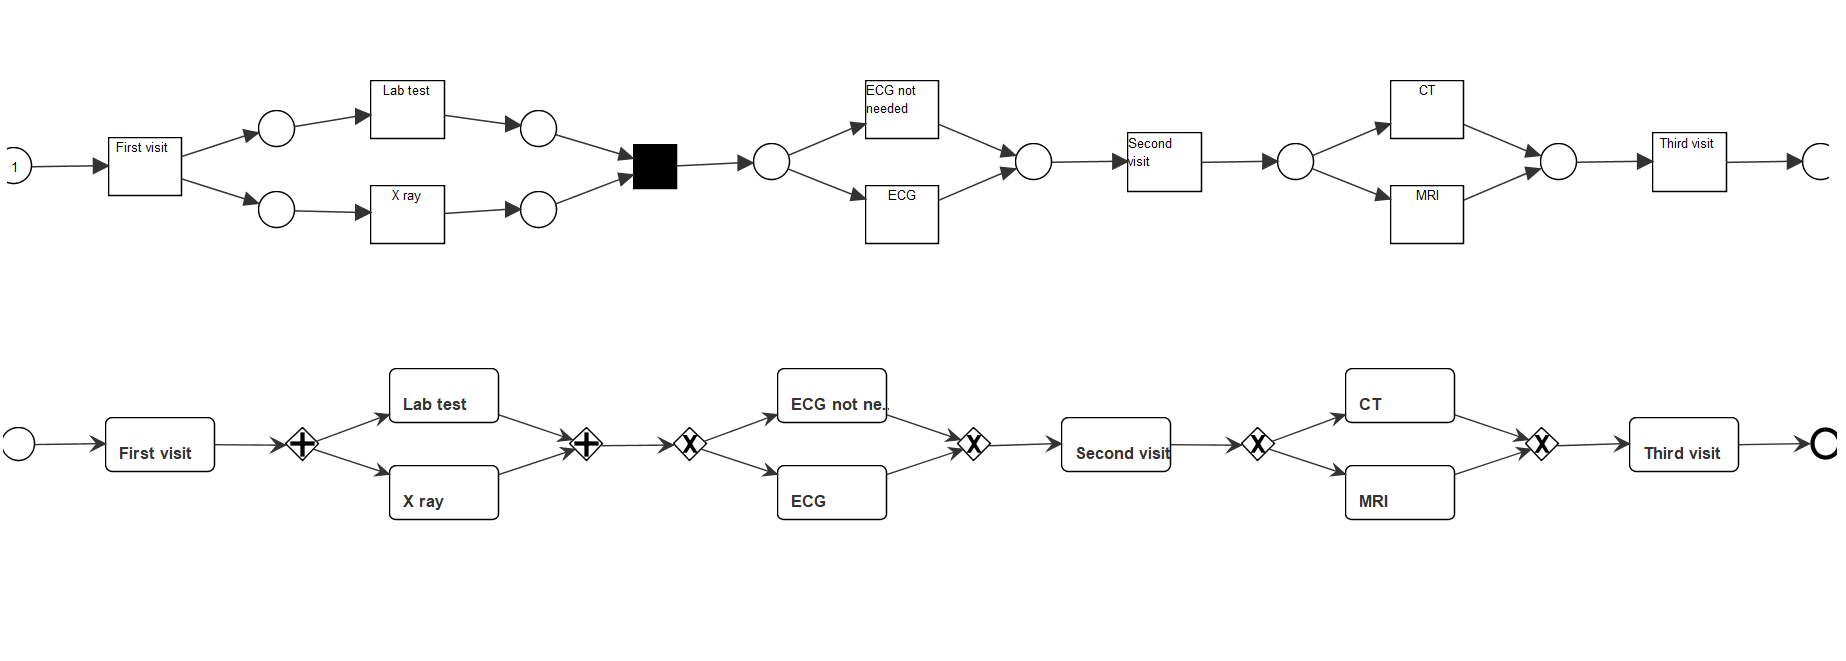 Lab test
ECG not
needed
CT
1
First visit
Second
visit
Third visit
X ray
ECG
MRI
Lab test
ECG not ne..
CT
First visit
X
X
Second visit
X
X
Third visit
X ray
ECG
MRI